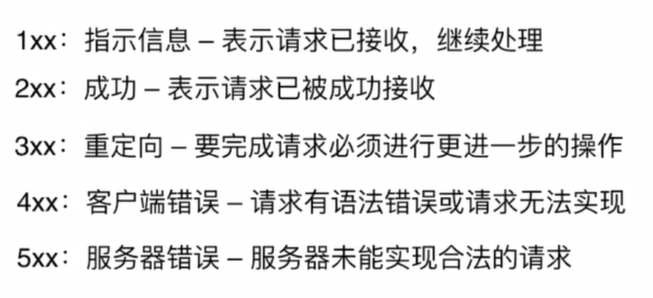 1xx：指示信息 – 表示请求已接收，继续处理
2xx：成功 – 表示请求已被成功接收
3xx：重定向 – 要完成请求必须进行更进一步的操作
4xx：客户端错误 – 请求有语法错误或请求无法实现
5xx：服务器错误 – 服务器未能实现合法的请求